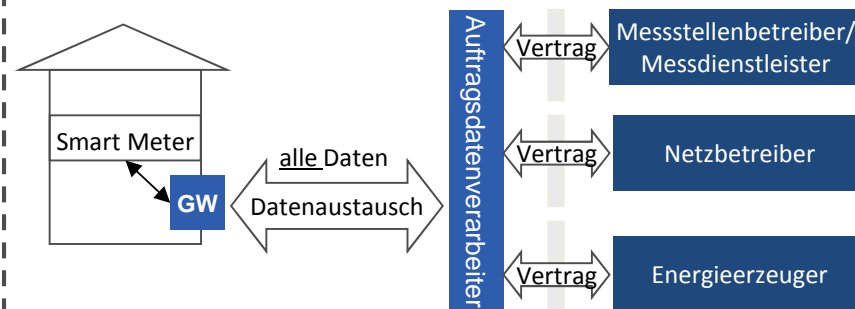 Smart Meter
GW
alle Daten
Datenaustausch
Auftragsdatenverarbeiter
Vertrag
Messstellenbetreiber/
Messdienstleister
Vertrag
Netzbetreiber
Vertrag
Energieerzeuger